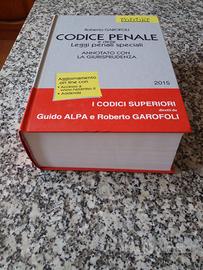 Roberto GAROFOLI
CODICE PENALE
Leggi penali speciali
ANNOTATO CON
LA GIURISPRUDENZA
Aggiornamento
on line con
Addenda
2015
I CODICI SUPERIORI
diretti da
Guido ALPA e Roberto GAROFOLI